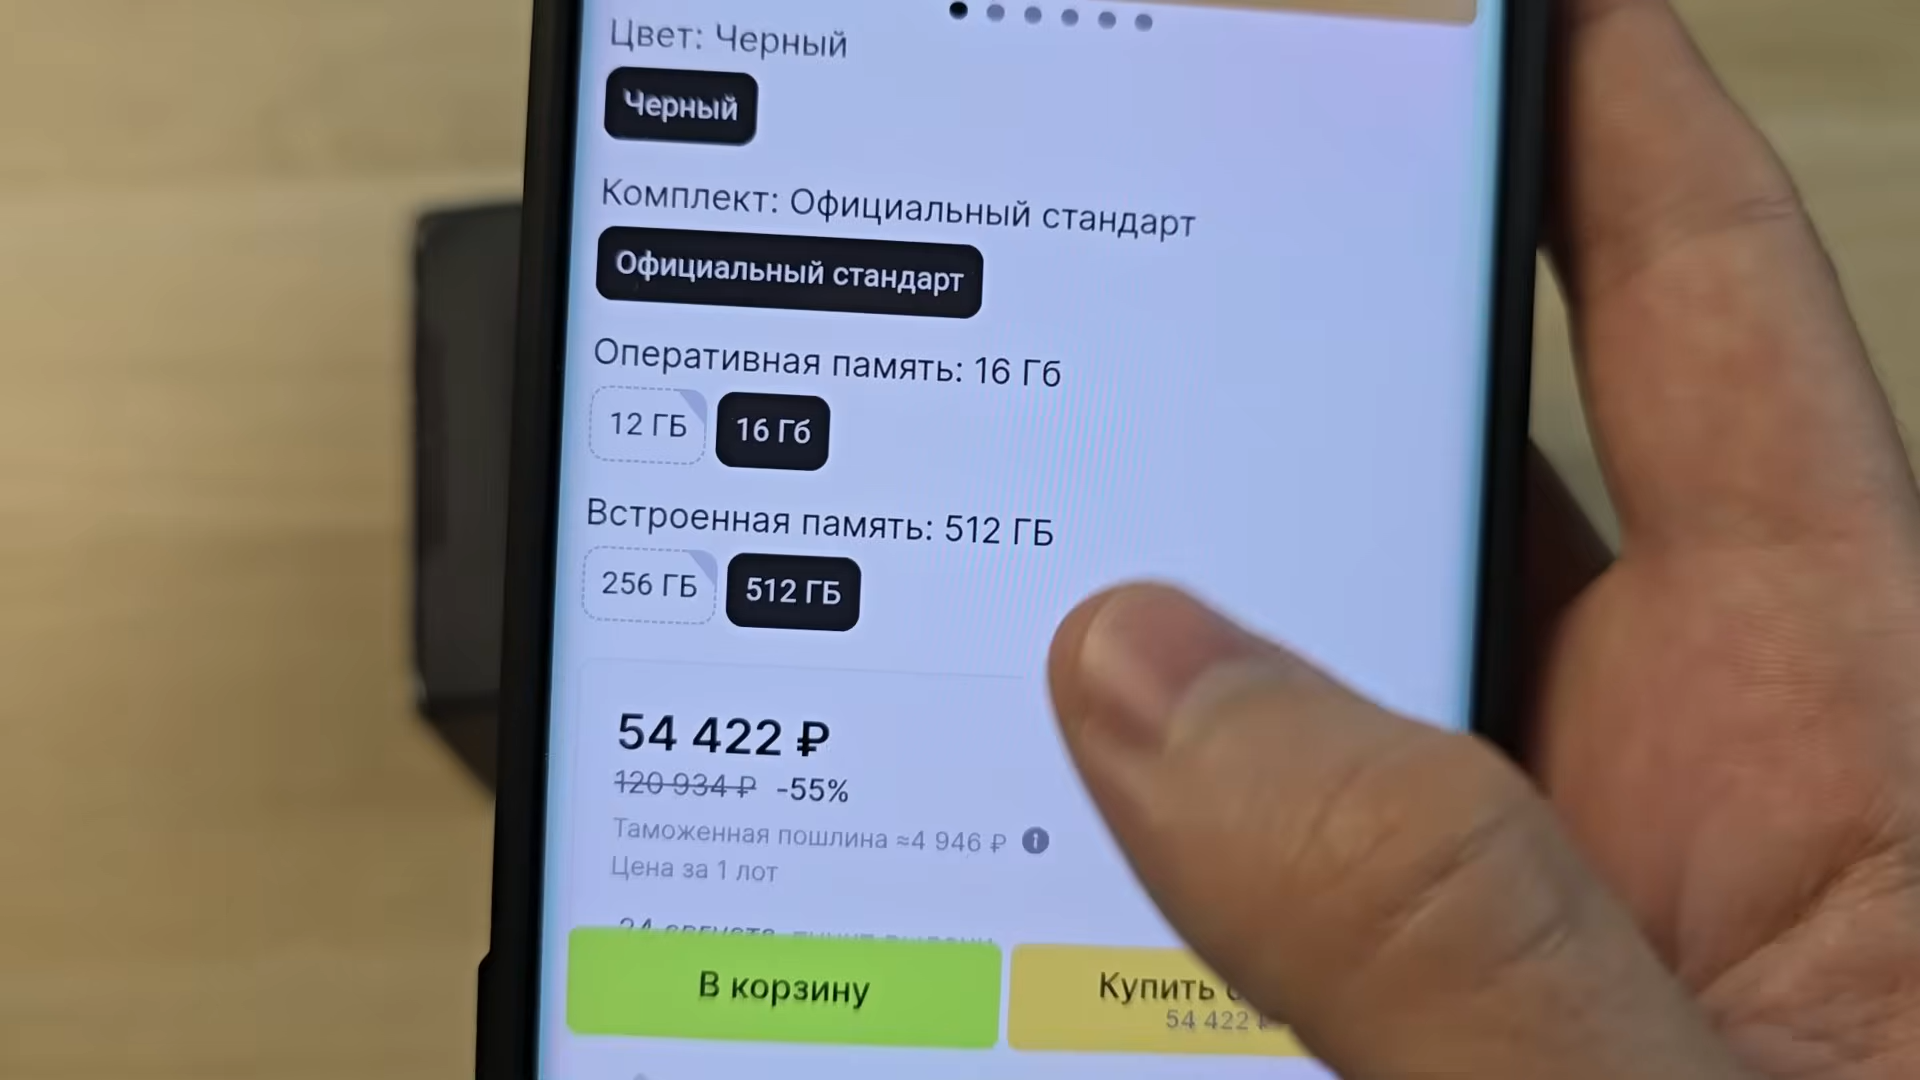 Цвет: Черный
Черный
Комплект: Официальный стандарт
Официальный стандарт
Оперативная память: 16 Гб
12 ГБ 16 Гб
Встроенная память: 512 ГБ
256 ГБ 512 ГБ
54 422 ₽
120 934 ₽ -55%
Таможенная пошлина ≈4 946 ₽
Цена за 1 лот
24 августа
В корзину
Купить
54 422